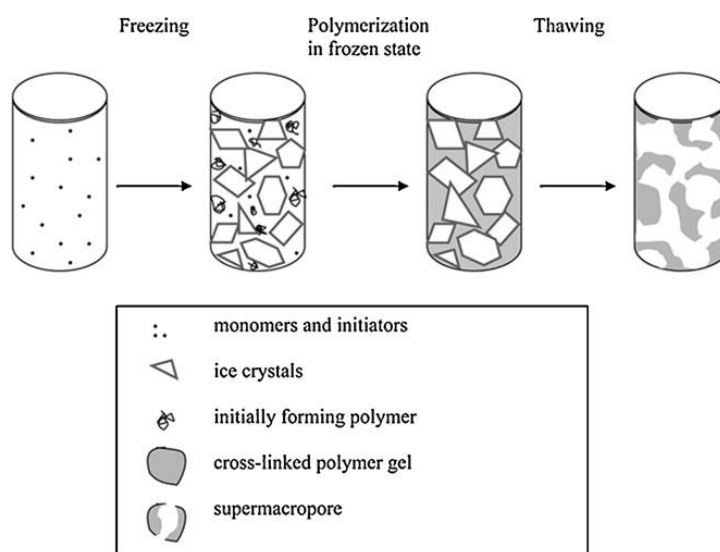 Freezing
Polymerization
in frozen state
Thawing
monomers and initiators
ice crystals
initially forming polymer
cross-linked polymer gel
supermacropore